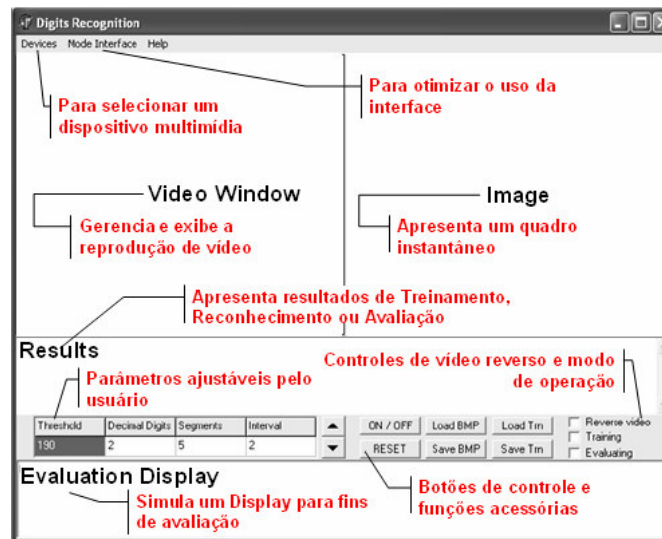 Digits Recognition
Devices Node Interface Help
Para selecionar um
dispositivo multimídia
Para otimizar o uso da
interface
Video Window
Gerencia e exibe a
reprodução de vídeo
Image
Apresenta um quadro
instantâneo
Apresenta resultados de Treinamento,
Reconhecimento ou Avaliação
Results
Parâmetros ajustáveis pelo
usuário
Controles de vídeo reverso e modo
de operação
Threshold Decimal Digits Segments Interval
190 2 5 2
ON / OFF Load BMP Load Trn
RESET Save BMP Save Trn
Reverse video
Training
Evaluating
Evaluation Display
Simula um Display para fins
de avaliação
Botões de controle e
funções acessórias